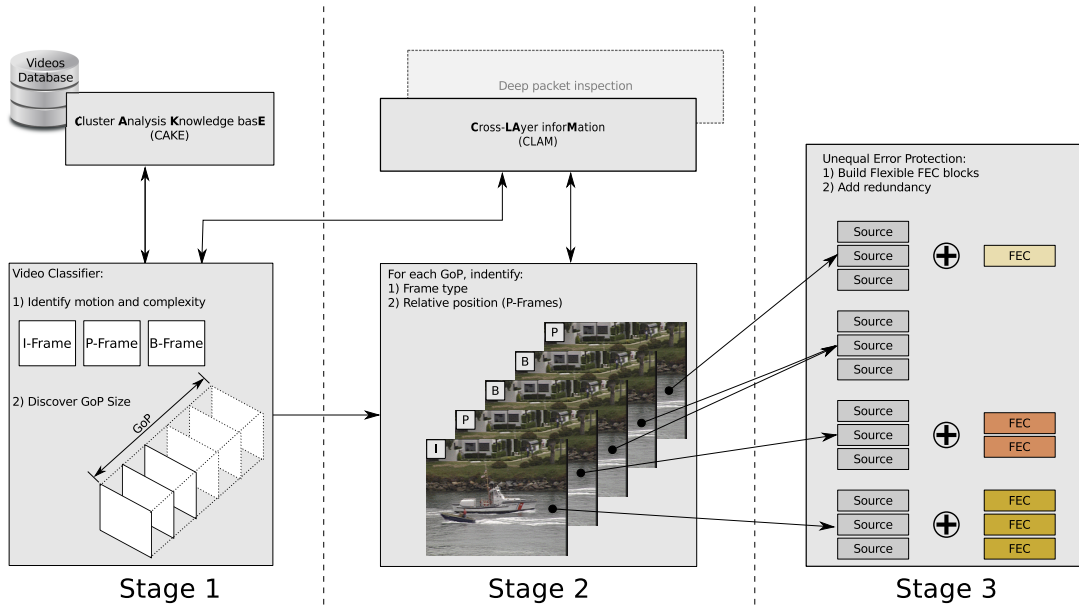 Videos
Database
Cluster Analysis Knowledge basE
(CAKE)
Deep packet inspection
Cross-LAyer inforMation
(CLAM)
Video Classifier:
1) Identify motion and complexity
I-Frame
P-Frame
B-Frame
2) Discover GoP Size
GoP
For each GoP, indentify:
1) Frame type
2) Relative position (P-Frames)
P
B
B
P
I
Unequal Error Protection:
1) Build Flexible FEC blocks
2) Add redundancy
Source
Source
FEC
Source
Source
Source
Source
Source
FEC
Source
FEC
Source
Source
FEC
Source
FEC
Source
FEC
Stage 1
Stage 2
Stage 3